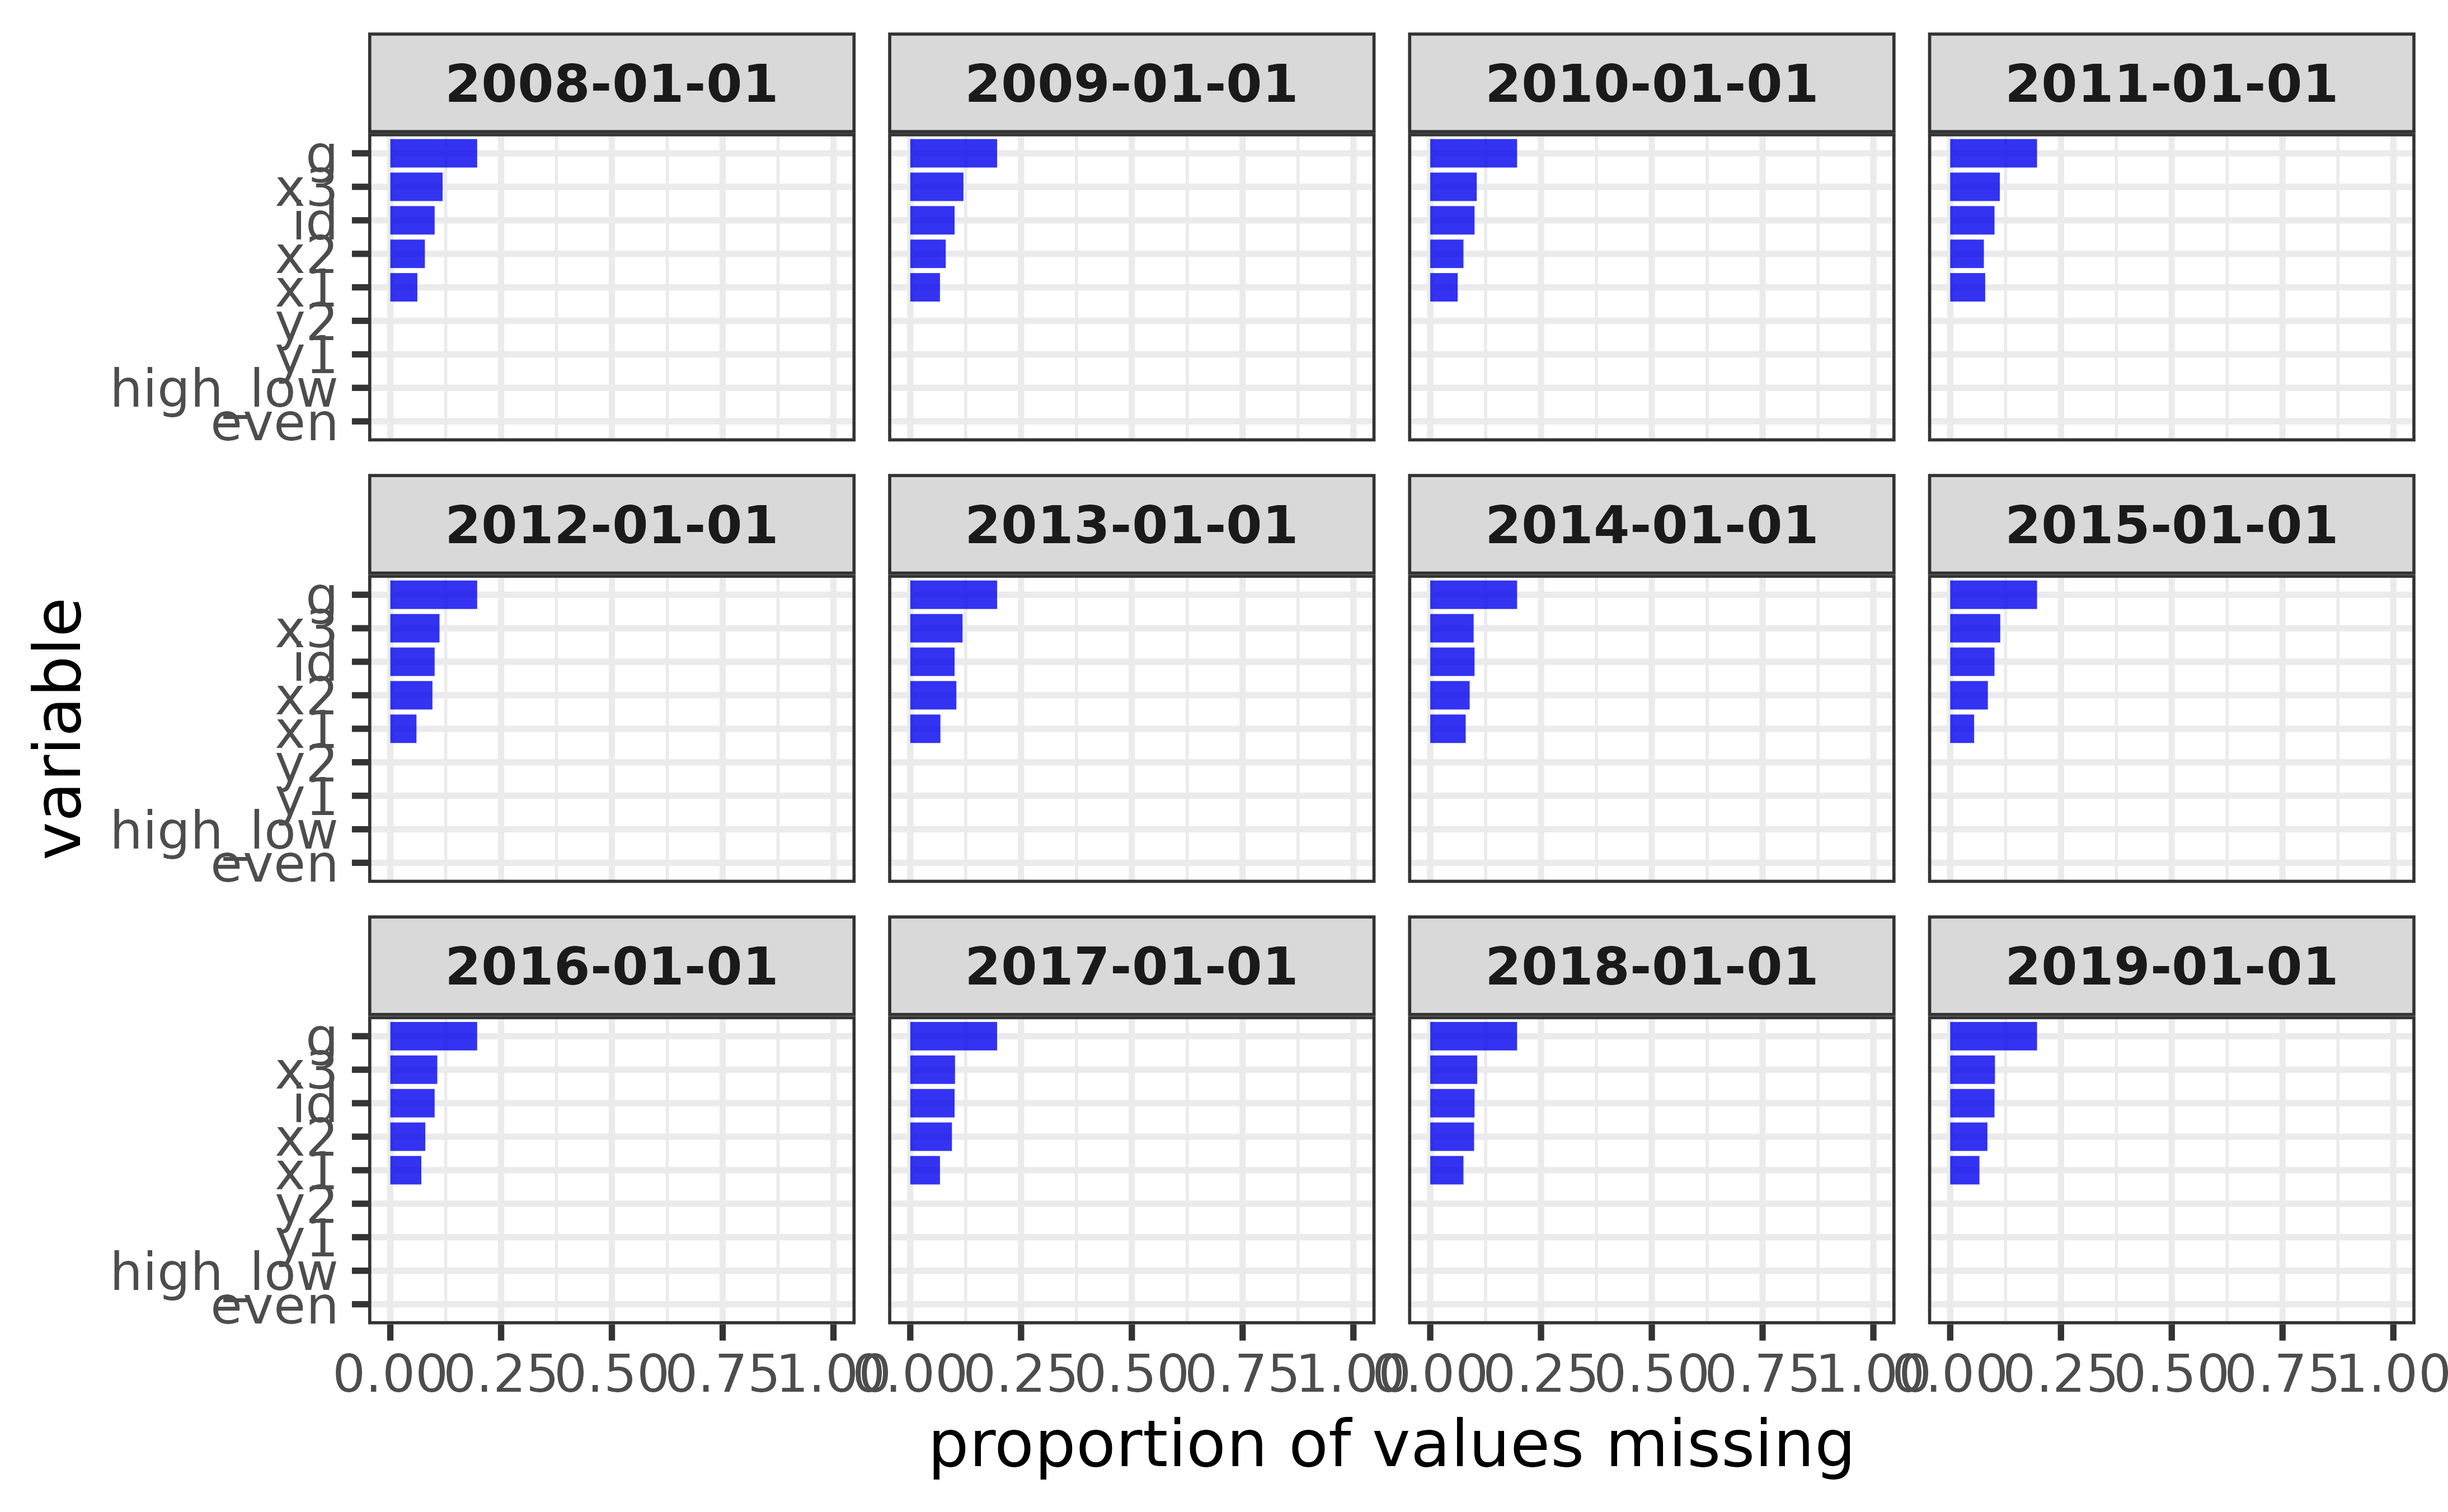 2008-01-01 2009-01-01 2010-01-01 2011-01-01
g
x3
id
x2
x1
y2
y1
high_low
even
2012-01-01 2013-01-01 2014-01-01 2015-01-01
g
x3
id
x2
x1
y2
y1
high_low
even
variable
2016-01-01 2017-01-01 2018-01-01 2019-01-01
g
x3
id
x2
x1
y2
y1
high_low
even
0.00 0.25 0.50 0.75 1.00 0.00 0.25 0.50 0.75 1.00 0.00 0.25 0.50 0.75 1.00 0.00 0.25 0.50 0.75 1.00
proportion of values missing